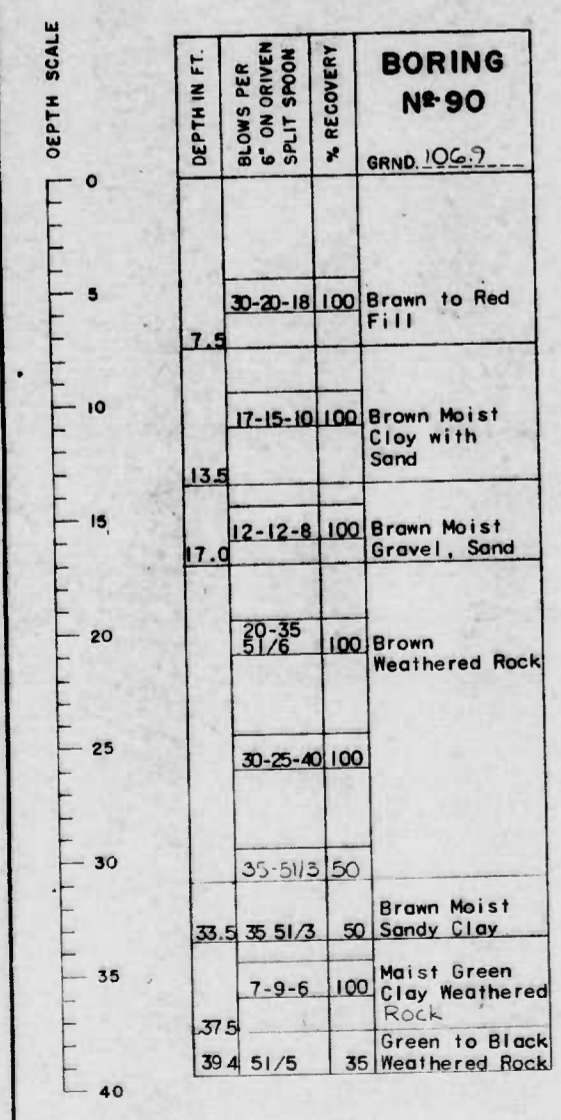 DEPTH SCALE
DEPTH IN FT.
BLOWS PER
6" ON DRIVEN
SPLIT SPOON
% RECOVERY
BORING
Nº 90
GRND. 106.9
0
5
30-20-18 100 Brown to Red
Fill
7.5
10
17-15-10 100 Brown Moist
Clay with
Sand
13.5
15
12-12-8 100 Brown Moist
Gravel, Sand
17.0
20
20-35
51/6 100 Brown
Weathered Rock
25
30-25-40 100
30
35-51/3 50
Brown Moist
33.5 35 51/3 50 Sandy Clay
35
Moist Green
7-9-6 100 Clay Weathered
Rock
37.5
Green to Black
39.4 51/5 35 Weathered Rock
40